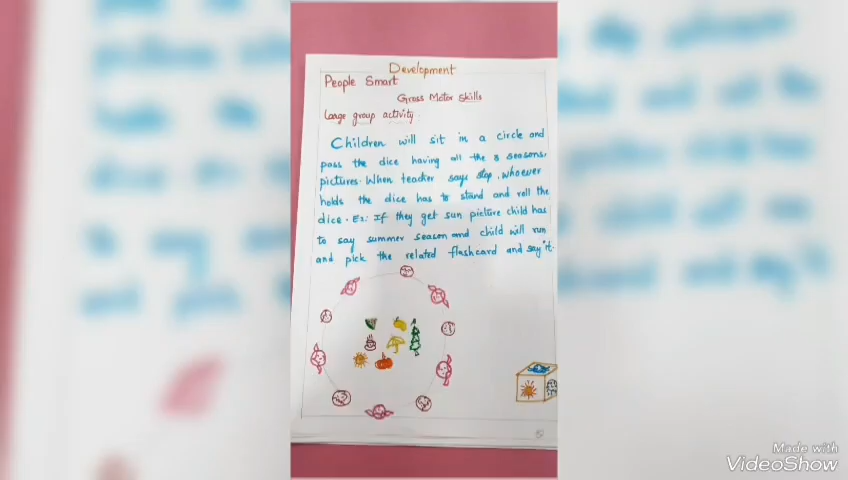 Development
People Smart
Gross Motor Skills
Large group activity.
Children will sit in a circle and
pass the dice having all the 3 seasons,
pictures. When teacher says stop, whoever
holds the dice has to stand and roll the
dice. Ex: If they get sun picture child has
to say summer season and child will run
and pick the related flashcard and say it.
Made with
VideoShow